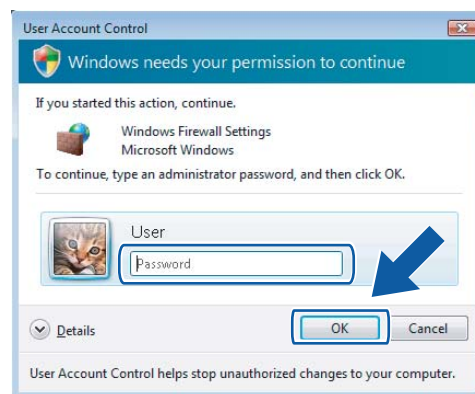 User Account Control
Windows needs your permission to continue
If you started this action, continue.
Windows Firewall Settings
Microsoft Windows
To continue, type an administrator password, and then click OK.
User
Password
Details
OK
Cancel
User Account Control helps stop unauthorized changes to your computer.